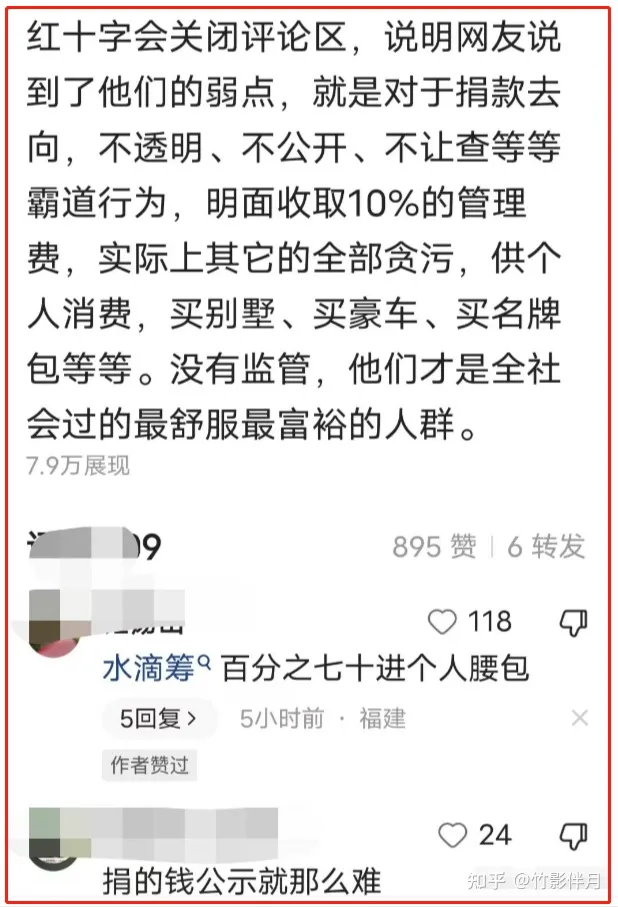 红十字会关闭评论区，说明网友说
到了他们的弱点，就是对于捐款去
向，不透明、不公开、不让查等等
霸道行为，明面收取10%的管理
费，实际上其它的全部贪污，供个
人消费，买别墅、买豪车、买名牌
包等等。没有监管，他们才是全社
会过的最舒服最富裕的人群。
7.9万展现
09 895 赞 | 6 转发
118
水滴筹 百分之七十进个人腰包
5回复 > 5小时前 · 福建 ×
作者赞过
24
捐的钱公示就那么难
知乎 @竹影伴月